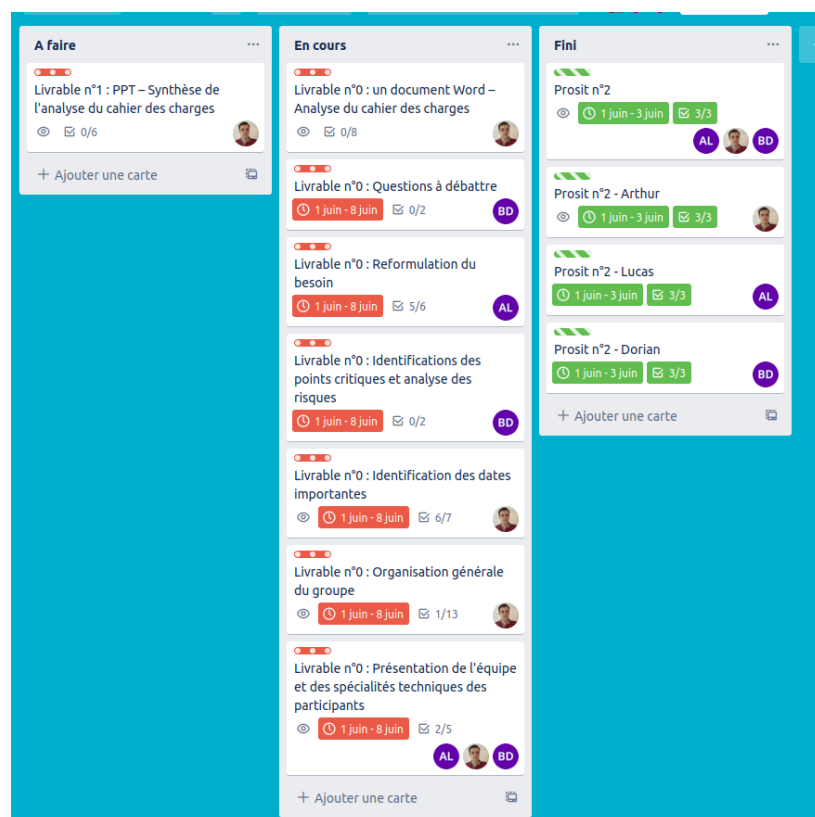 A faire
Livrable n°1 : PPT – Synthèse de
l'analyse du cahier des charges
0/6
+ Ajouter une carte
En cours
Livrable n°0 : un document Word –
Analyse du cahier des charges
0/8
Livrable n°0 : Questions à débattre
1 juin - 8 juin 0/2 BD
Livrable n°0 : Reformulation du
besoin
1 juin - 8 juin 5/6 AL
Livrable n°0 : Identifications des
points critiques et analyse des
risques
1 juin - 8 juin 0/2 BD
Livrable n°0 : Identification des dates
importantes
1 juin - 8 juin 6/7
Livrable n°0 : Organisation générale
du groupe
1 juin - 8 juin 1/13
Livrable n°0 : Présentation de l'équipe
et des spécialités techniques des
participants
1 juin - 8 juin 2/5
AL BD
+ Ajouter une carte
Fini
Prosit n°2
1 juin - 3 juin 3/3
AL BD
Prosit n°2 - Arthur
1 juin - 3 juin 3/3
Prosit n°2 - Lucas
1 juin - 3 juin 3/3 AL
Prosit n°2 - Dorian
1 juin - 3 juin 3/3 BD
+ Ajouter une carte